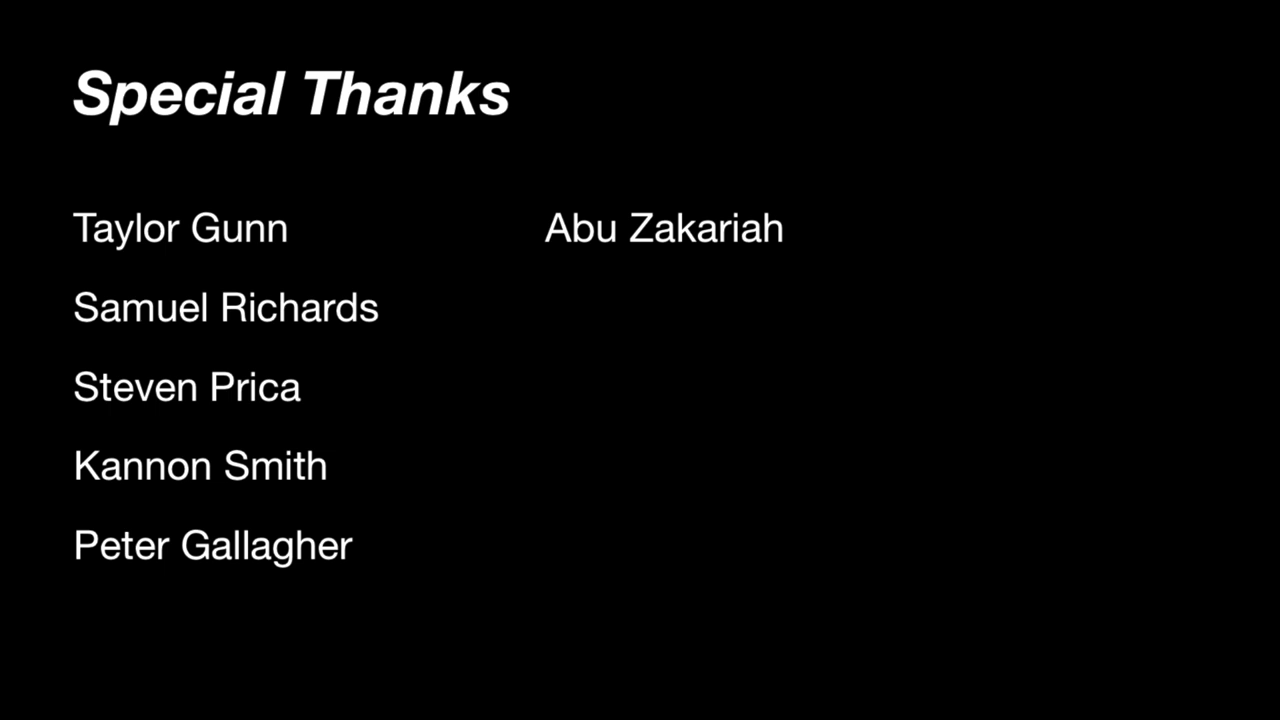 Special Thanks
Taylor Gunn
Samuel Richards
Steven Prica
Kannon Smith
Peter Gallagher
Abu Zakariah